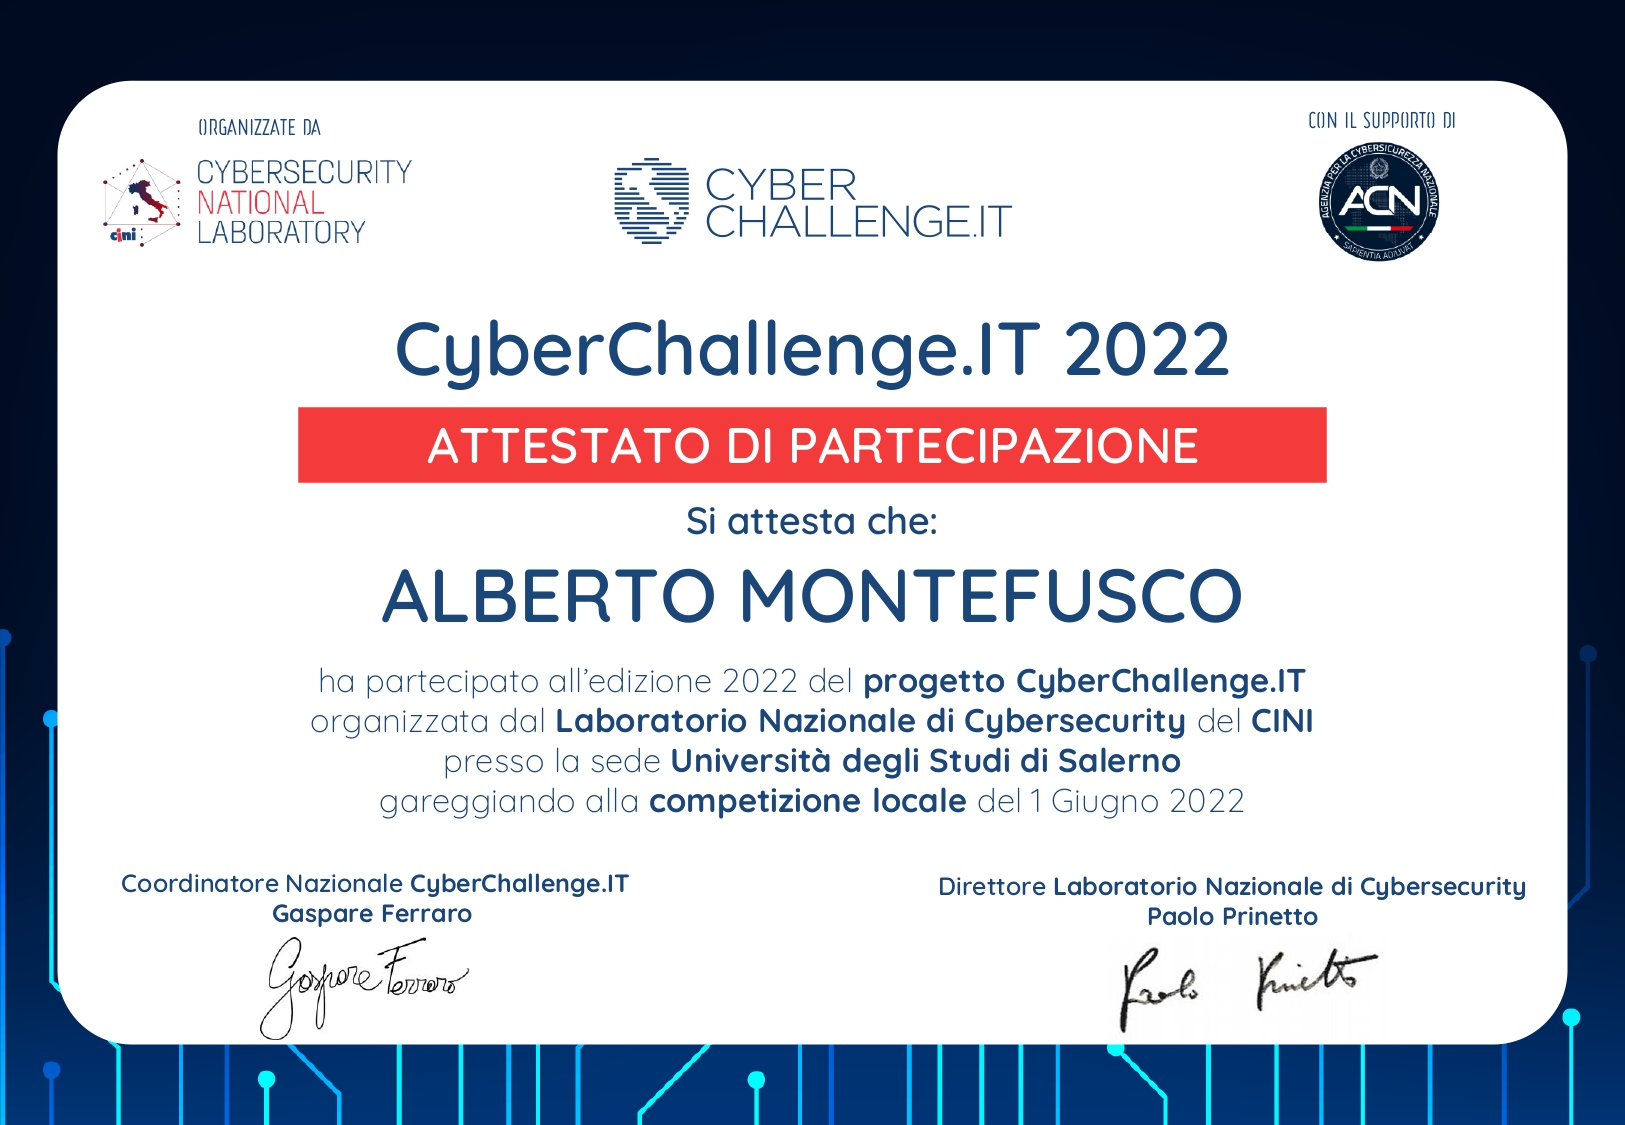 ORGANIZZATE DA
CYBERSECURITY
NATIONAL
LABORATORY
cini
CYBER
CHALLENGE.IT
CON IL SUPPORTO DI
AGENZIA PER LA CYBERSICUREZZA NAZIONALE
ACN
SAPIENTIA ADIUVAT
CyberChallenge.IT 2022
ATTESTATO DI PARTECIPAZIONE
Si attesta che:
ALBERTO MONTEFUSCO
ha partecipato all’edizione 2022 del progetto CyberChallenge.IT
organizzata dal Laboratorio Nazionale di Cybersecurity del CINI
presso la sede Università degli Studi di Salerno
gareggiando alla competizione locale del 1 Giugno 2022
Coordinatore Nazionale CyberChallenge.IT
Gaspare Ferraro
Gaspare Ferraro
Direttore Laboratorio Nazionale di Cybersecurity
Paolo Prinetto
Paolo Prinetto